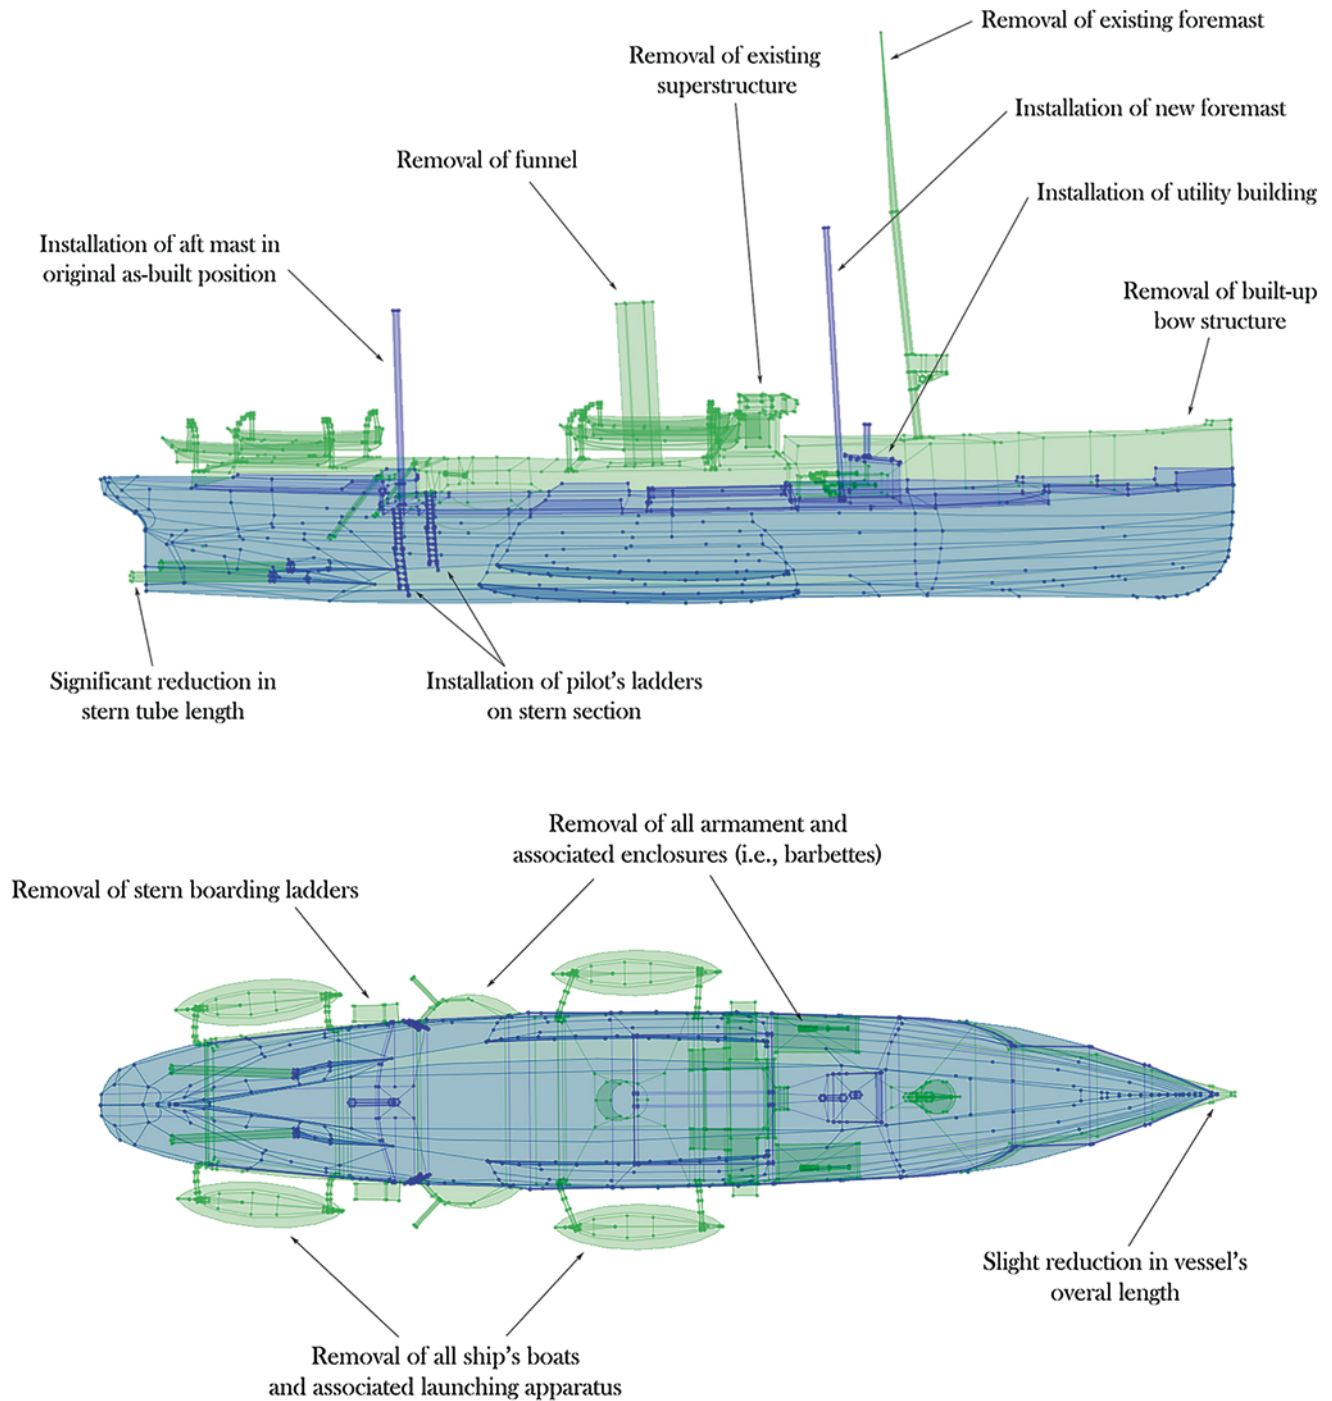 Removal of existing foremast
Removal of existing
superstructure
Installation of new foremast
Removal of funnel
Installation of utility building
Installation of aft mast in
original as-built position
Removal of built-up
bow structure
Significant reduction in
stern tube length
Installation of pilot’s ladders
on stern section
Removal of all armament and
associated enclosures (i.e., barbettes)
Removal of stern boarding ladders
Slight reduction in vessel’s
overal length
Removal of all ship’s boats
and associated launching apparatus